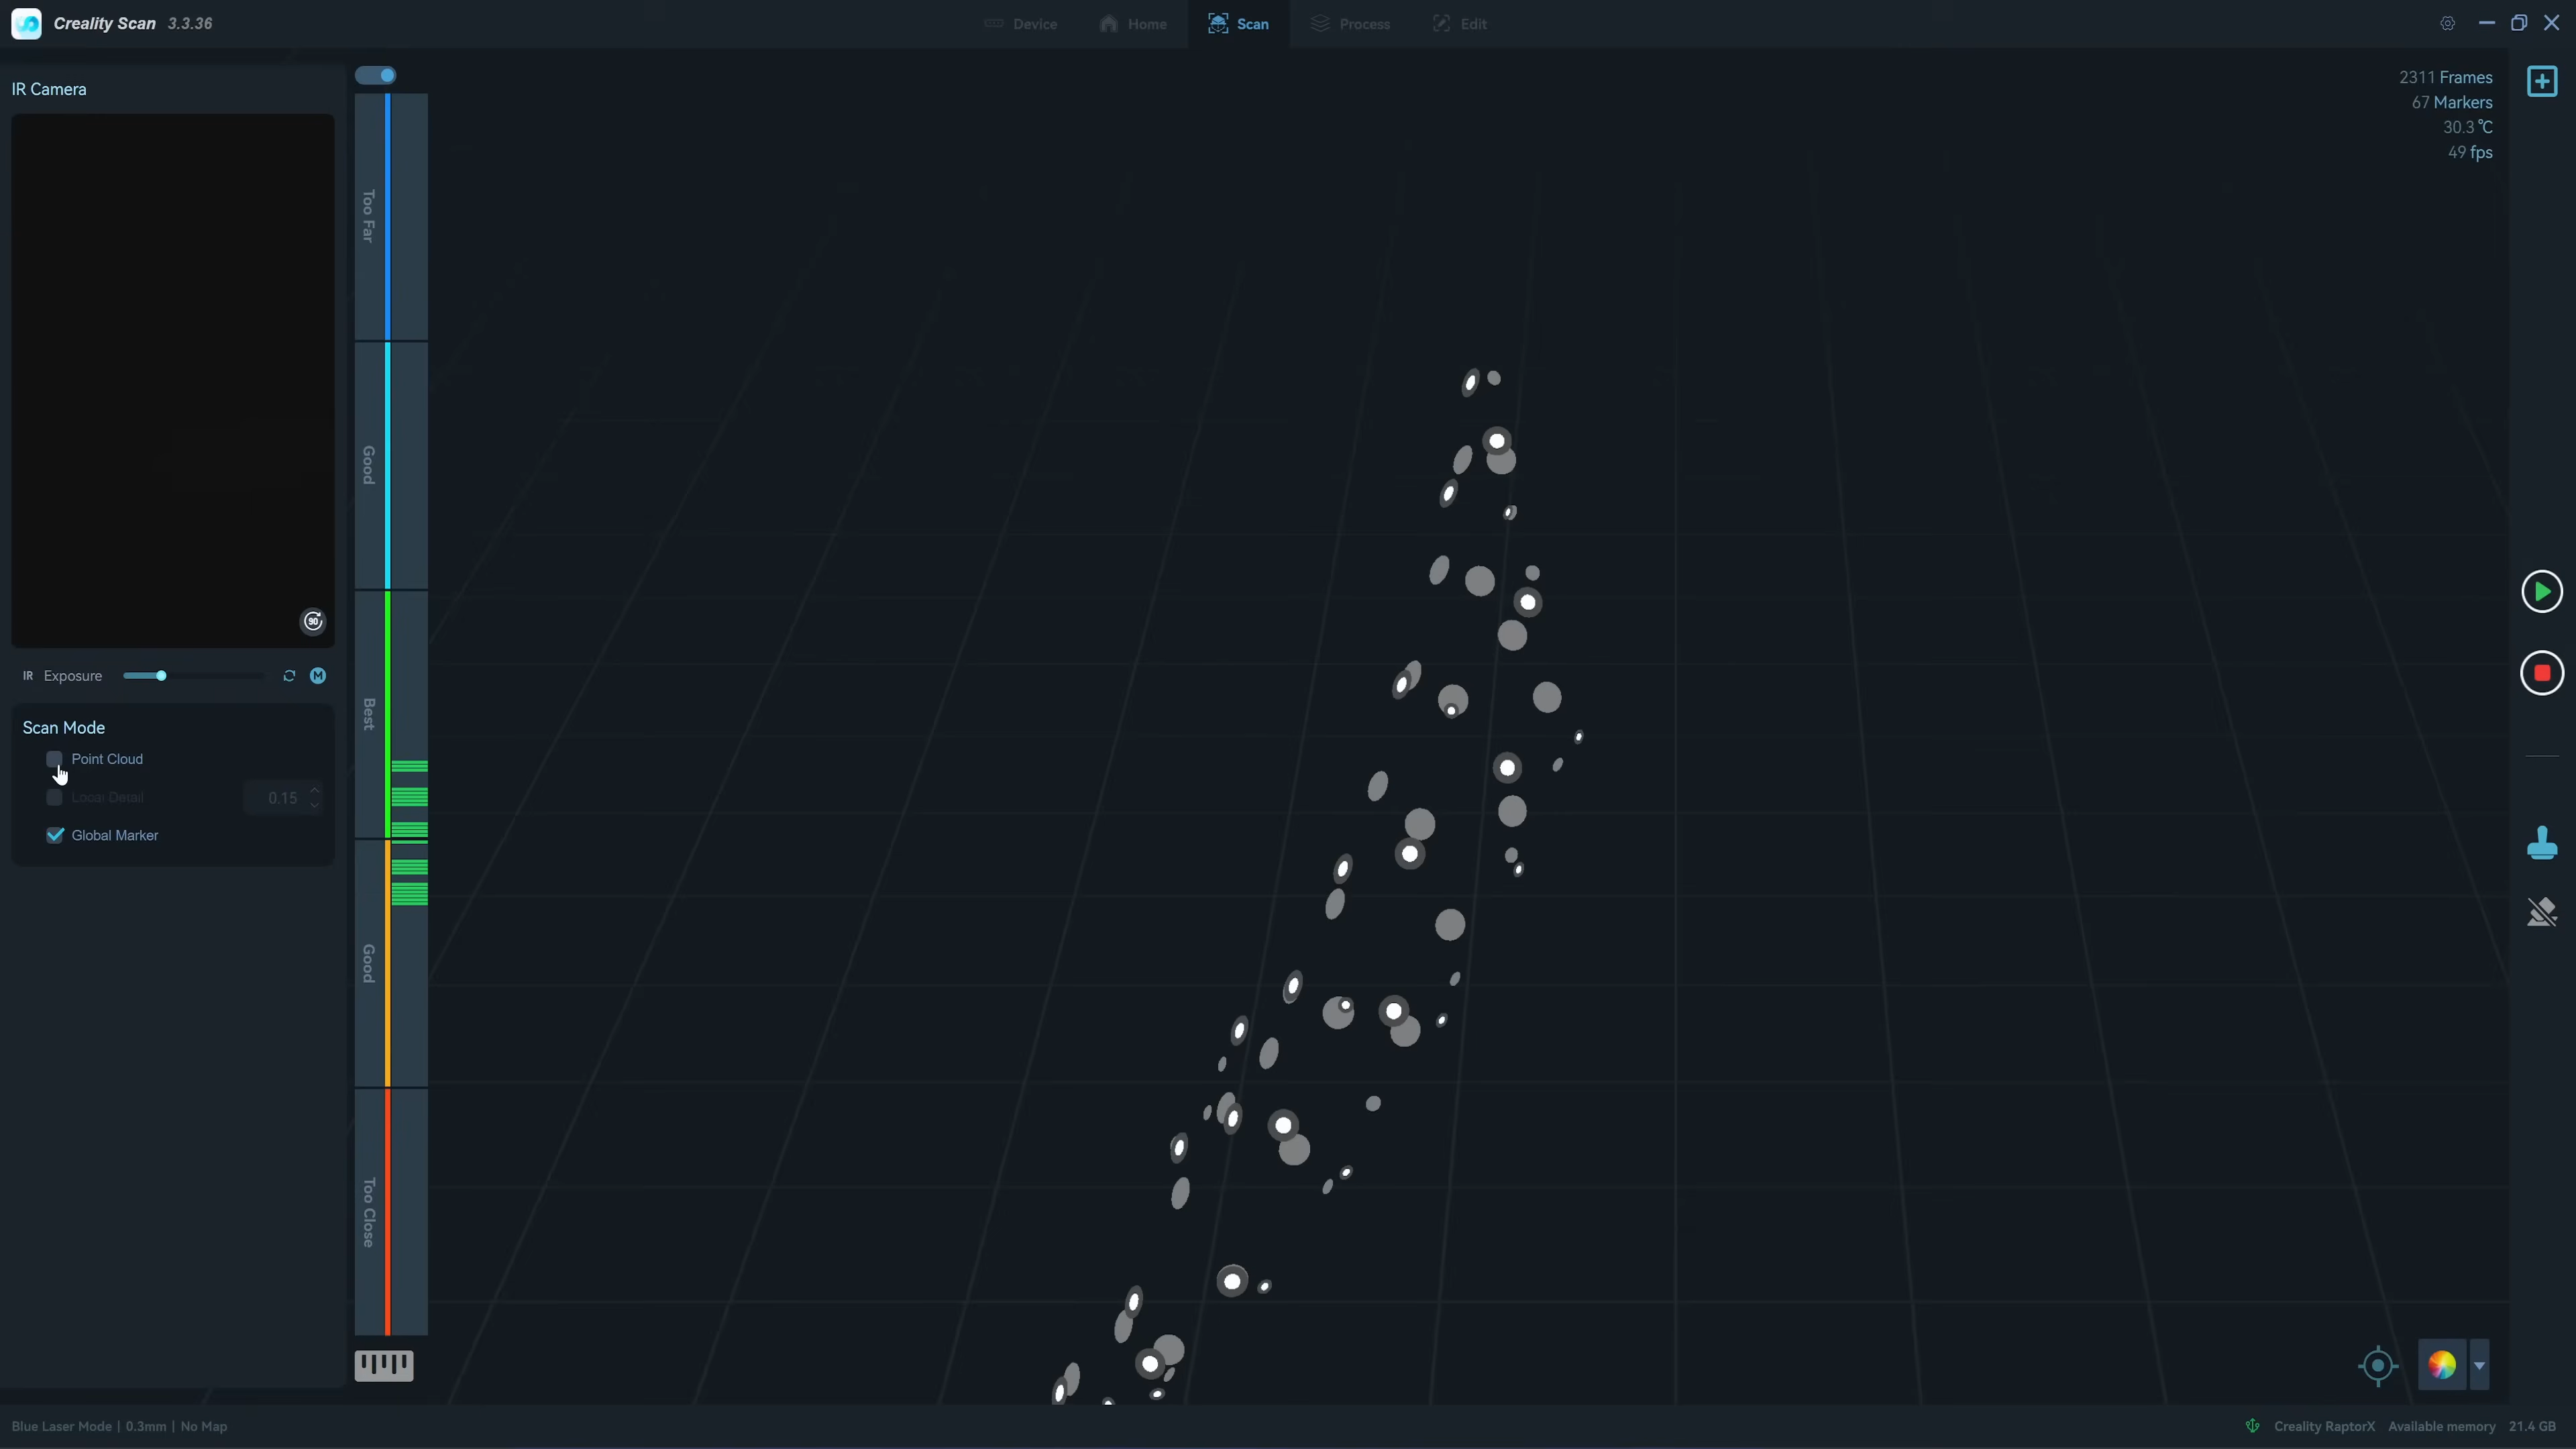 Creality Scan 3.3.36
Device
Home
Scan
Process
Edit
IR Camera
2311 Frames
67 Markers
30.3 ℃
49 fps
Too Far
Good
Best
Good
Too Close
90
IR Exposure
M
Scan Mode
Point Cloud
Local Detail 0.15
Global Marker
Blue Laser Mode | 0.3mm | No Map
Creality RaptorX Available memory 21.4 GB